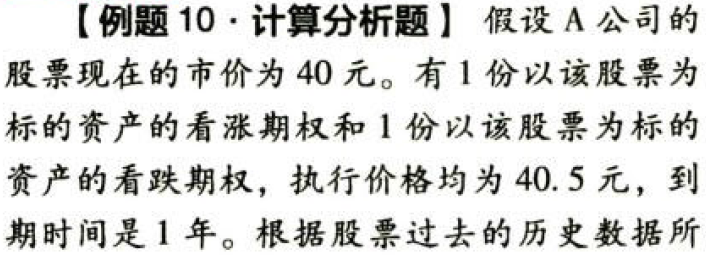 【例题 10·计算分析题】 假设 A 公司的
股票现在的市价为 40 元。有 1 份以该股票为
标的资产的看涨期权和 1 份以该股票为标的
资产的看跌期权，执行价格均为 40.5 元，到
期时间是 1 年。根据股票过去的历史数据所